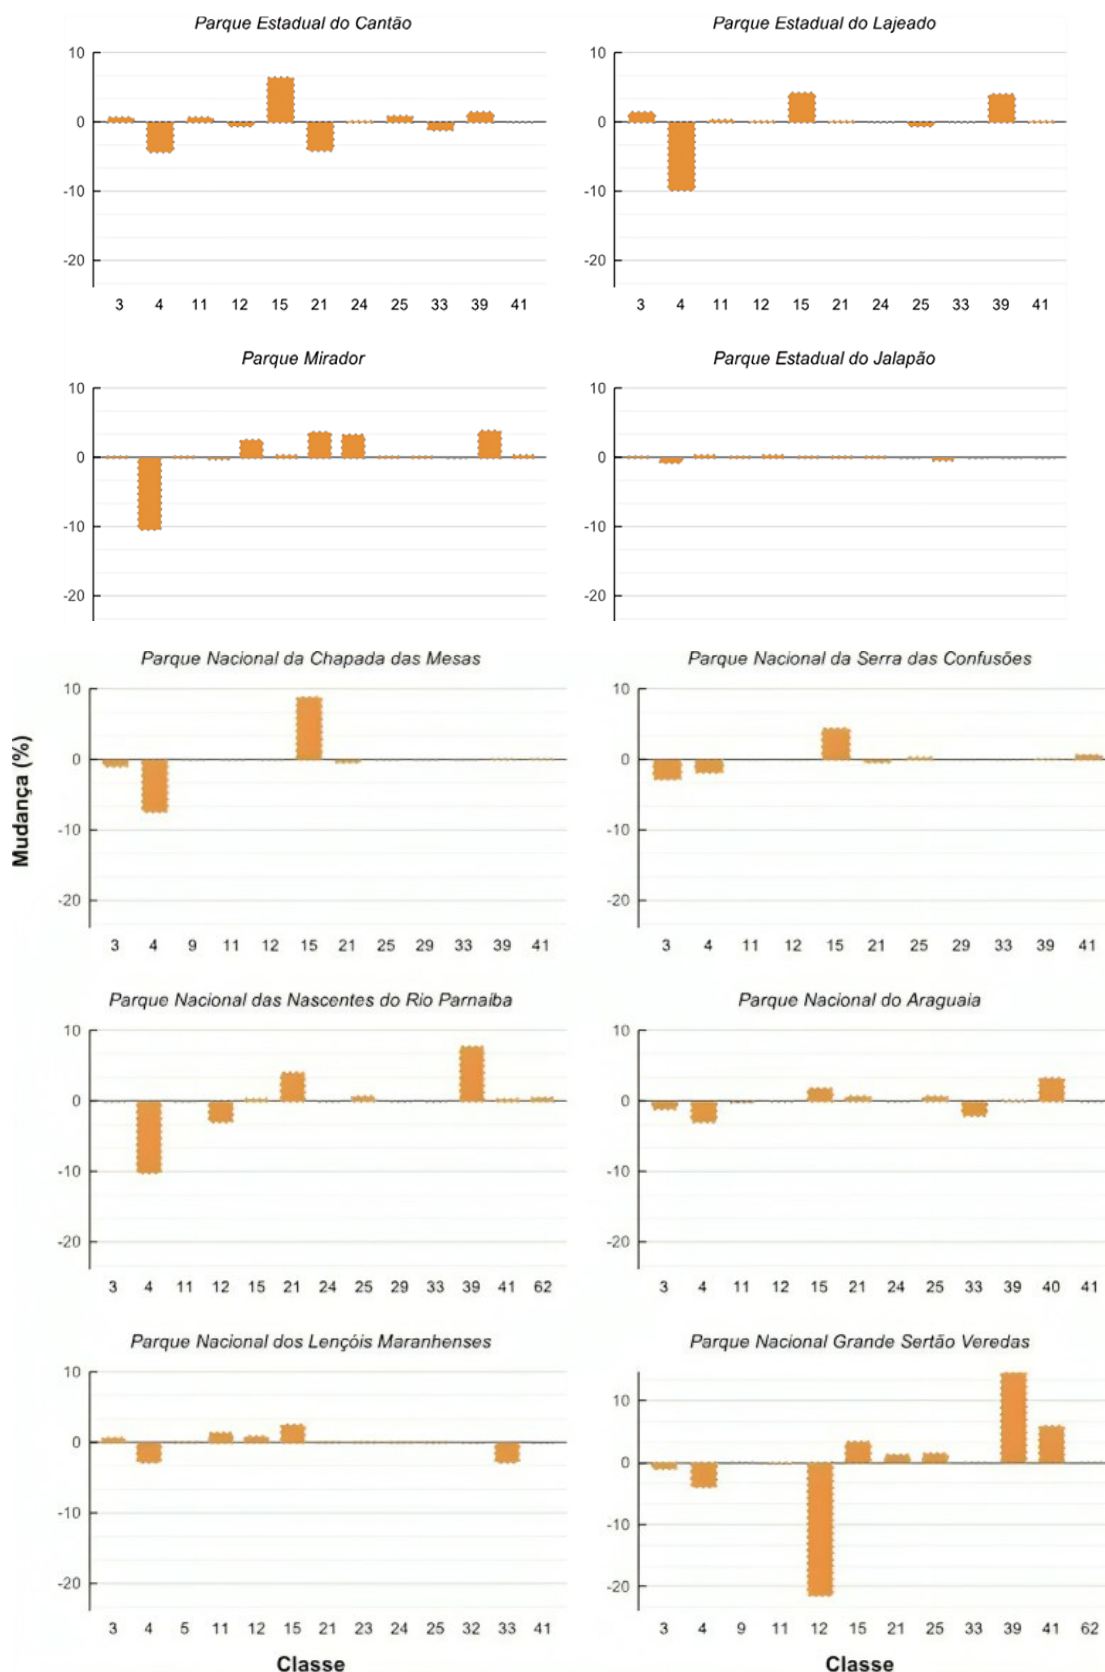 Parque Estadual do Cantão
10
0
-10
-20
3 4 11 12 15 21 24 25 33 39 41
Parque Estadual do Lajeado
10
0
-10
-20
3 4 11 12 15 21 24 25 33 39 41
Parque Mirador
10
0
-10
-20
Parque Estadual do Jalapão
10
0
-10
-20
Mudança (%)
Parque Nacional da Chapada das Mesas
10
0
-10
-20
3 4 9 11 12 15 21 25 29 33 39 41
Parque Nacional da Serra das Confusões
10
0
-10
-20
3 4 11 12 15 21 25 29 33 39 41
Parque Nacional das Nascentes do Rio Parnaíba
10
0
-10
-20
3 4 11 12 15 21 24 25 29 33 39 41 62
Parque Nacional do Araguaia
10
0
-10
-20
3 4 11 12 15 21 24 25 33 39 40 41
Parque Nacional dos Lençóis Maranhenses
10
0
-10
-20
3 4 5 11 12 15 21 24 25 32 33 41
Classe
Parque Nacional Grande Sertão Veredas
10
0
-10
-20
3 4 9 11 12 15 21 25 33 39 41 62
Classe